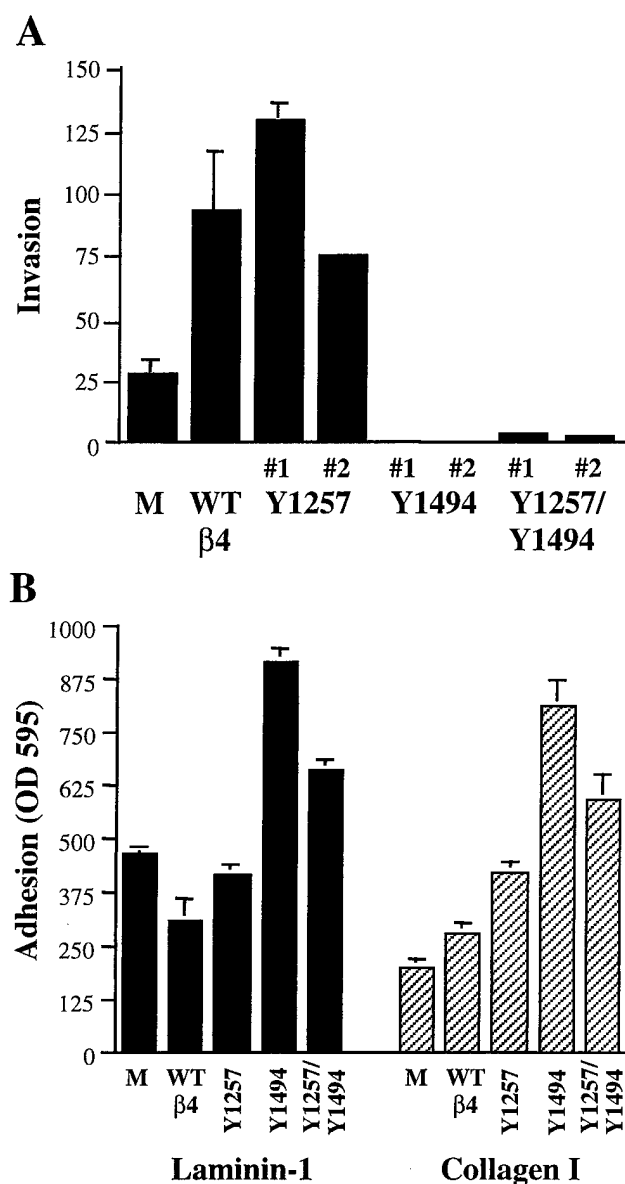 A
150
125
100
75
50
25
0
Invasion
#1 #2 #1 #2 #1 #2
M WT Y1257 Y1494 Y1257/
β4 Y1494
B
1000
875
750
625
500
375
250
125
0
Adhesion (OD 595)
M WT Y1257 Y1494 Y1257/ M WT Y1257 Y1494 Y1257/
β4 Y1494 β4 Y1494
Laminin-1 Collagen I